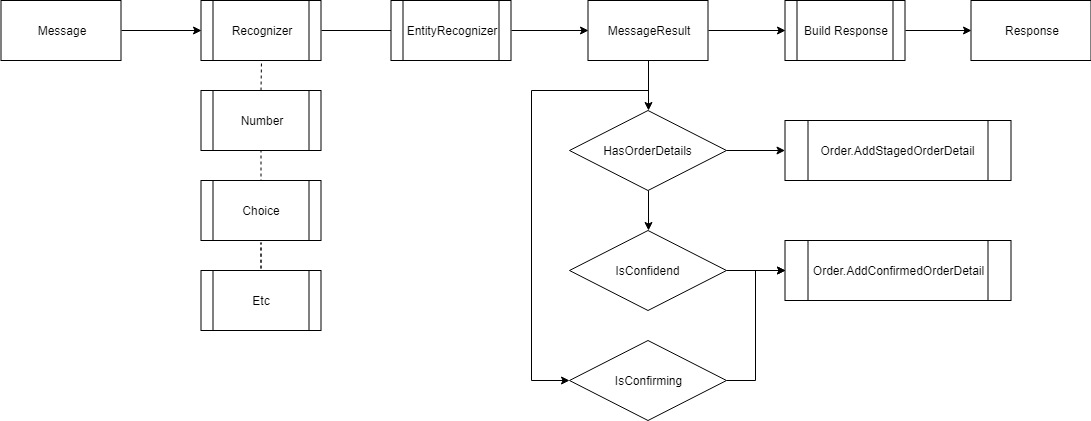 Message
Recognizer
EntityRecognizer
MessageResult
Build Response
Response
Number
HasOrderDetails
Order.AddStagedOrderDetail
Choice
IsConfidend
Order.AddConfirmedOrderDetail
Etc
IsConfirming